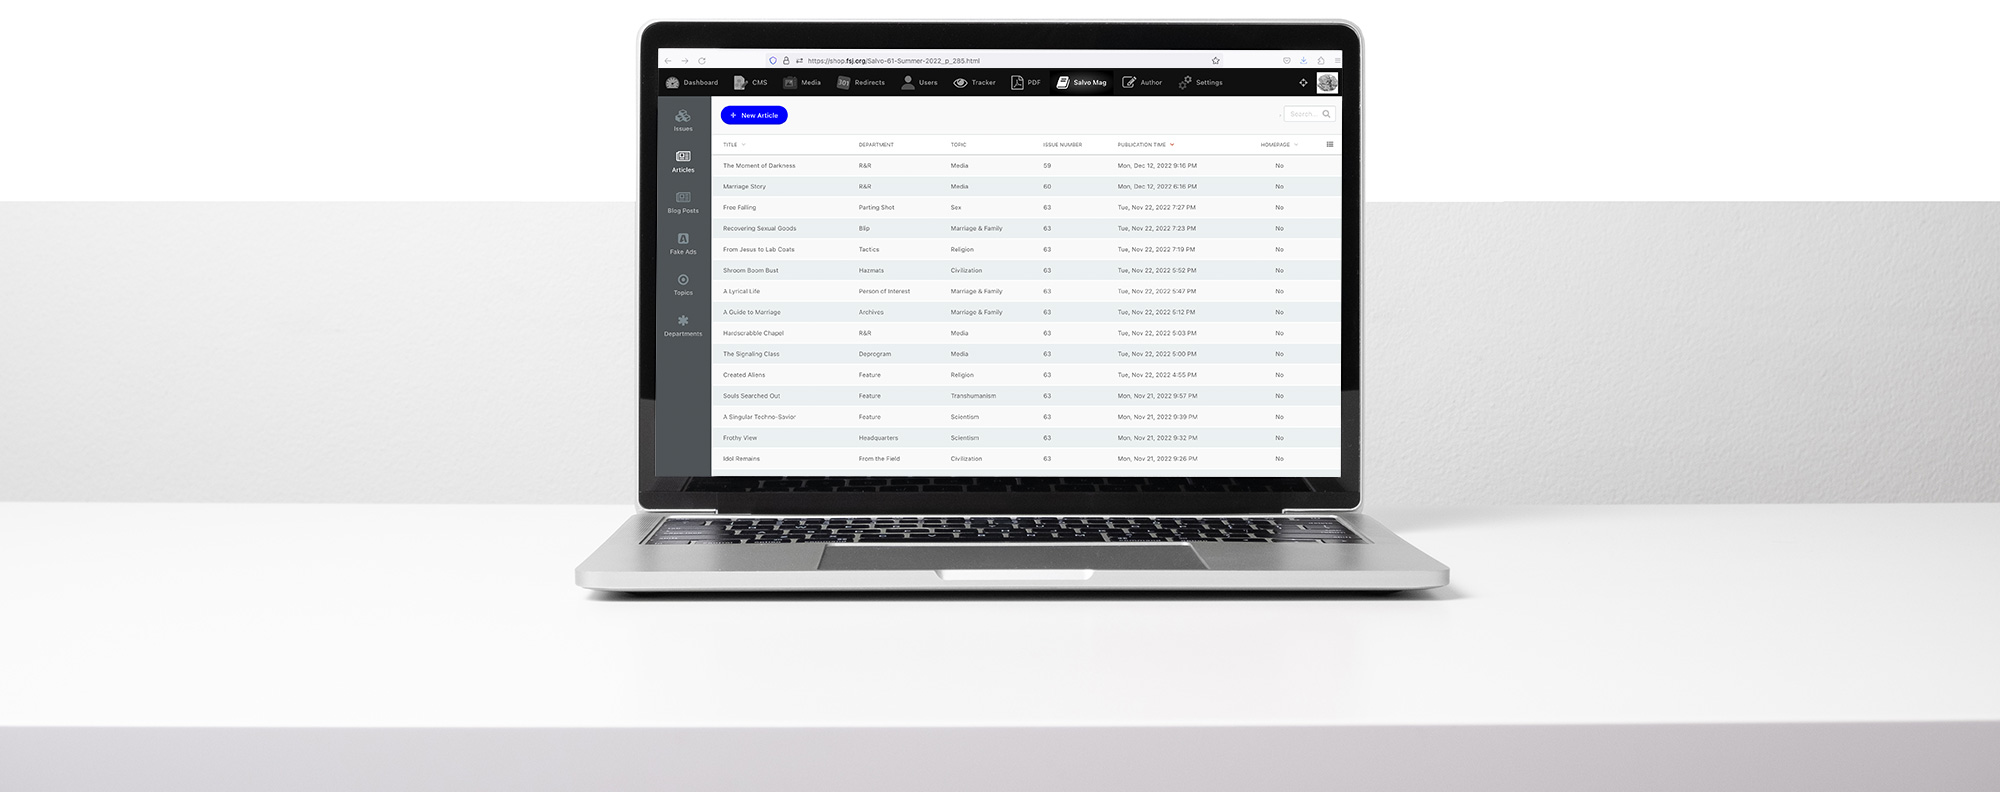 https://shop.fsj.org/Salvo-61-Summer-2022_p_285.html
Dashboard CMS Media 301 Redirects Users Tracker PDF Salvo Mag Author Settings
Issues
Articles
Blog Posts
Fake Ads
Topics
Departments
+ New Article
Search...
TITLE DEPARTMENT TOPIC ISSUE NUMBER PUBLICATION TIME HOMEPAGE
The Moment of Darkness R&R Media 59 Mon, Dec 12, 2022 9:16 PM No
Marriage Story R&R Media 60 Mon, Dec 12, 2022 6:16 PM No
Free Falling Parting Shot Sex 63 Tue, Nov 22, 2022 7:27 PM No
Recovering Sexual Goods Blip Marriage & Family 63 Tue, Nov 22, 2022 7:23 PM No
From Jesus to Lab Coats Tactics Religion 63 Tue, Nov 22, 2022 7:19 PM No
Shroom Boom Bust Hazmats Civilization 63 Tue, Nov 22, 2022 5:52 PM No
A Lyrical Life Person of Interest Marriage & Family 63 Tue, Nov 22, 2022 5:47 PM No
A Guide to Marriage Archives Marriage & Family 63 Tue, Nov 22, 2022 5:12 PM No
Hardscrabble Chapel R&R Media 63 Tue, Nov 22, 2022 5:03 PM No
The Signaling Class Deprogram Media 63 Tue, Nov 22, 2022 5:00 PM No
Created Aliens Feature Religion 63 Tue, Nov 22, 2022 4:55 PM No
Souls Searched Out Feature Transhumanism 63 Mon, Nov 21, 2022 9:57 PM No
A Singular Techno-Savior Feature Scientism 63 Mon, Nov 21, 2022 9:39 PM No
Frothy View Headquarters Scientism 63 Mon, Nov 21, 2022 9:32 PM No
Idol Remains From the Field Civilization 63 Mon, Nov 21, 2022 9:26 PM No